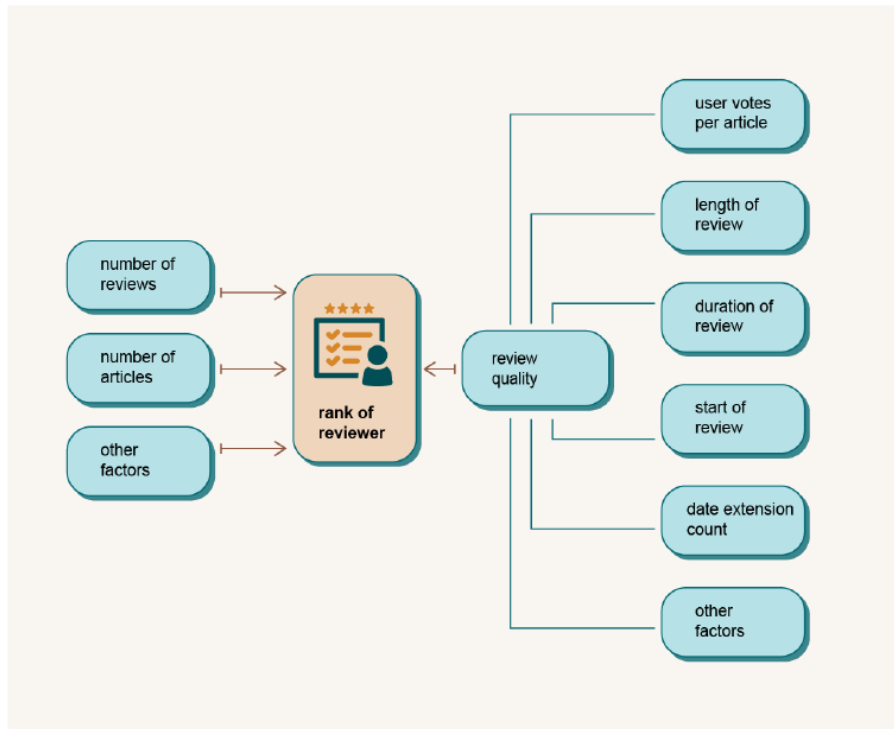 number of
reviews
number of
articles
other
factors
rank of
reviewer
review
quality
user votes
per article
length of
review
duration of
review
start of
review
date extension
count
other
factors